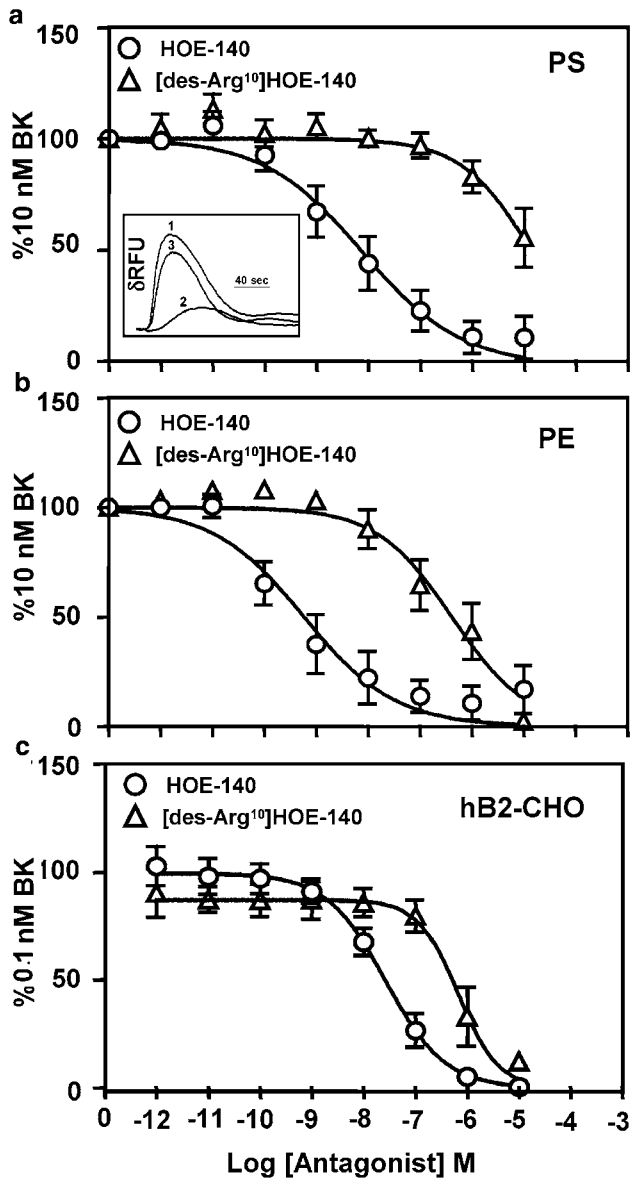 a
150
HOE-140
[des-Arg¹⁰]HOE-140
PS
100
50
0
%10 nM BK
δRFU
1
3
2
40 sec
b
150
HOE-140
[des-Arg¹⁰]HOE-140
PE
100
50
0
%10 nM BK
c
150
HOE-140
[des-Arg¹⁰]HOE-140
hB2-CHO
100
50
0
%0.1 nM BK
0 -12 -11 -10 -9 -8 -7 -6 -5 -4 -3
Log [Antagonist] M